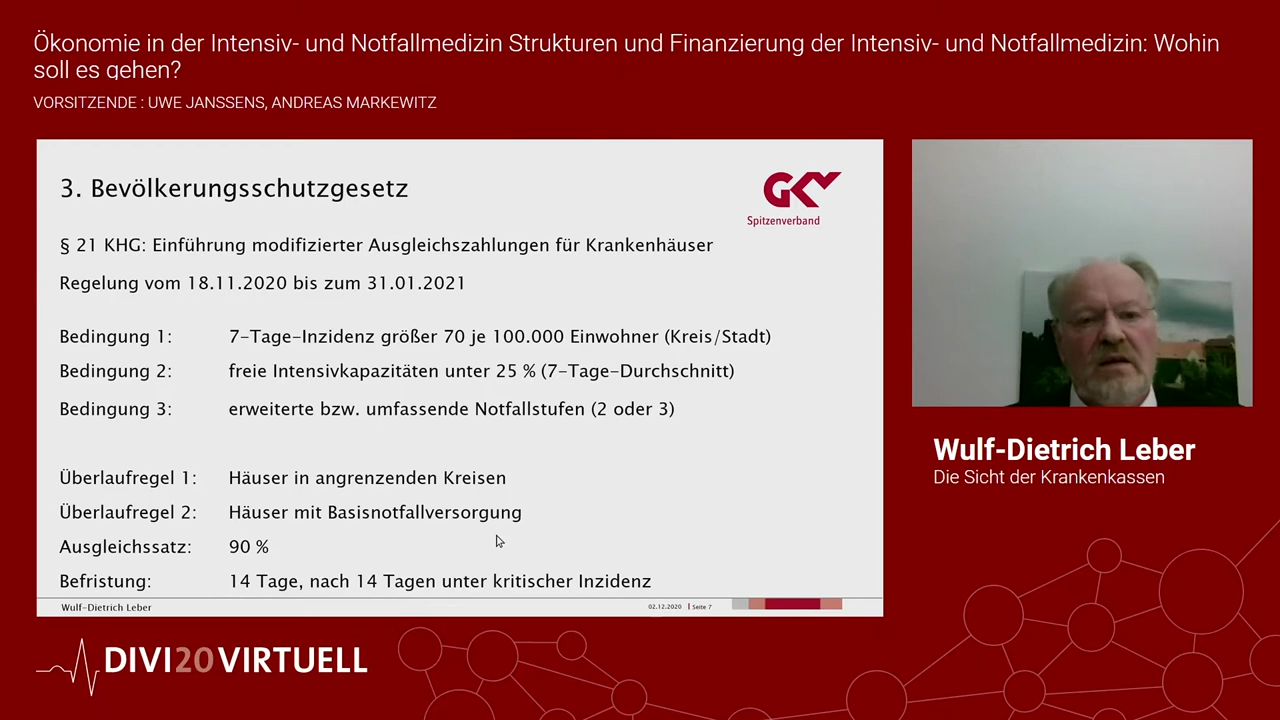 Ökonomie in der Intensiv- und Notfallmedizin Strukturen und Finanzierung der Intensiv- und Notfallmedizin: Wohin
soll es gehen?
VORSITZENDE : UWE JANSSENS, ANDREAS MARKEWITZ
3. Bevölkerungsschutzgesetz
GKV
Spitzenverband
§ 21 KHG: Einführung modifizierter Ausgleichszahlungen für Krankenhäuser
Regelung vom 18.11.2020 bis zum 31.01.2021
Bedingung 1: 7-Tage-Inzidenz größer 70 je 100.000 Einwohner (Kreis/Stadt)
Bedingung 2: freie Intensivkapazitäten unter 25 % (7-Tage-Durchschnitt)
Bedingung 3: erweiterte bzw. umfassende Notfallstufen (2 oder 3)
Überlaufregel 1: Häuser in angrenzenden Kreisen
Überlaufregel 2: Häuser mit Basisnotfallversorgung
Ausgleichssatz: 90 %
Befristung: 14 Tage, nach 14 Tagen unter kritischer Inzidenz
Wulf-Dietrich Leber 02.12.2020 | Seite 7
Wulf-Dietrich Leber
Die Sicht der Krankenkassen
DIVI20VIRTUELL